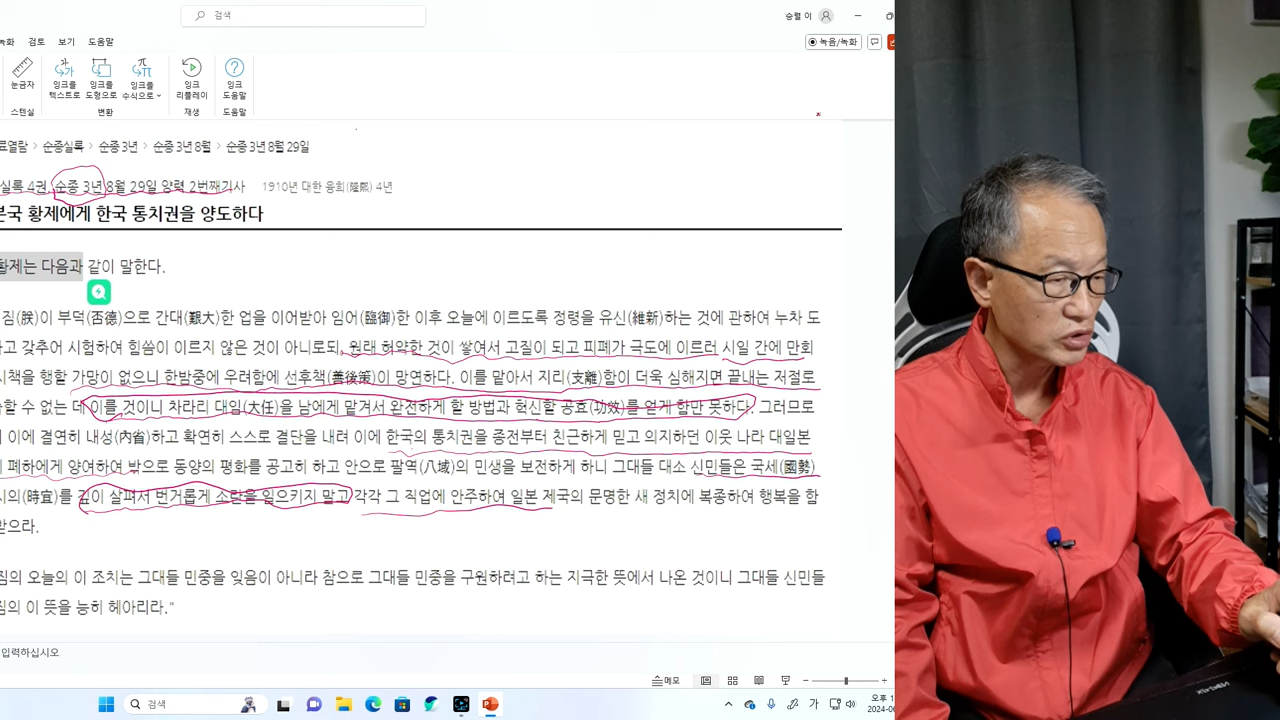 검색
승렬 이
녹화 검토 보기 도움말
녹음/녹화
눈금자
잉크를 텍스트로
잉크를 도형으로
잉크를 수식으로
잉크 리플레이
잉크 도움말
스텐실 변환 재생 도움말
료열람 > 순종실록 > 순종 3년 > 순종 3년 8월 > 순종 3년 8월 29일
실록 4권, 순종 3년 8월 29일 양력 2번째기사 1910년 대한 융희(隆熙) 4년
본국 황제에게 한국 통치권을 양도하다
황제는 다음과 같이 말한다.
짐(朕)이 부덕(否德)으로 간대(艱大)한 업을 이어받아 임어(臨御)한 이후 오늘에 이르도록 정령을 유신(維新)하는 것에 관하여 누차 도
고 갖추어 시험하여 힘씀이 이르지 않은 것이 아니로되, 원래 허약한 것이 쌓여서 고질이 되고 피폐가 극도에 이르러 시일 간에 만회
시책을 행할 가망이 없으니 한밤중에 우려함에 선후책(善後策)이 망연하다. 이를 맡아서 지리(支離)함이 더욱 심해지면 끝내는 저절로
할 수 없는 데 이를 것이니 차라리 대임(大任)을 남에게 맡겨서 완전하게 할 방법과 혁신할 공효(功效)를 얻게 함만 못하다. 그러므로
이에 결연히 내성(內省)하고 확연히 스스로 결단을 내려 이에 한국의 통치권을 종전부터 친근하게 믿고 의지하던 이웃 나라 대일본
폐하에게 양여하여 밖으로 동양의 평화를 공고히 하고 안으로 팔역(八域)의 민생을 보전하게 하니 그대들 대소 신민들은 국세(國勢)
시의(時宜)를 깊이 살펴서 번거롭게 소란을 일으키지 말고 각각 그 직업에 안주하여 일본 제국의 문명한 새 정치에 복종하여 행복을 함
받으라.
짐의 오늘의 이 조치는 그대들 민중을 잊음이 아니라 참으로 그대들 민중을 구원하려고 하는 지극한 뜻에서 나온 것이니 그대들 신민들
짐의 이 뜻을 능히 헤아리라."
입력하십시오
메모
검색
가
오후 1
2024-0